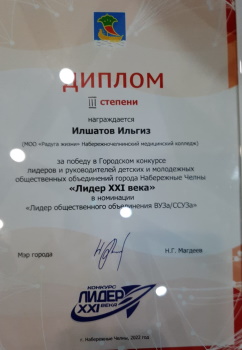 ДИПЛОМ
III степени
награждается
Илшатов Ильгиз
(МОО «Радуга жизни» Набережночелнинский медицинский колледж)
за победу в Городском конкурсе
лидеров и руководителей детских и молодежных
общественных объединений города Набережные Челны
«Лидер XXI века»
в номинации
«Лидер общественного объединения ВУЗа/ССУЗа»
Мэр города Н.Г. Магдеев
КОНКУРС
ЛИДЕР
XXI ВЕКА
г. Набережные Челны, 2022 год